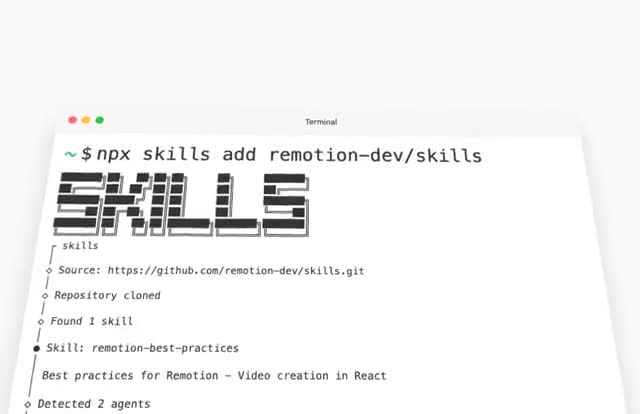 Terminal
~ $ npx skills add remotion-dev/skills
SKILLS
skills
Source: https://github.com/remotion-dev/skills.git
Repository cloned
Found 1 skill
Skill: remotion-best-practices
Best practices for Remotion - Video creation in React
Detected 2 agents